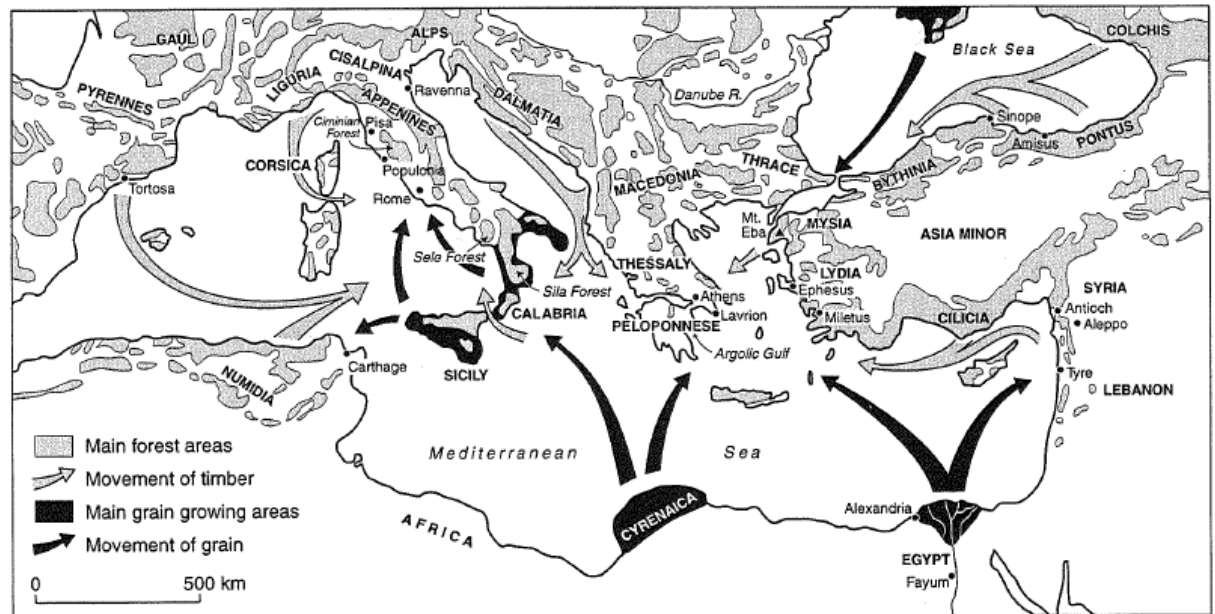 GAUL
ALPS
COLCHIS
Black Sea
CISALPINA
LIGURIA
PYRENNES
APPENINES
Ravenna
DALMATIA
Danube R.
Sinope
Ciminian Pisa
Forest
Amisus
PONTUS
CORSICA
THRACE
BYTHINIA
Populonia
Tortosa
MACEDONIA
Rome
Mt.
Eba
MYSIA
ASIA MINOR
Sele Forest
THESSALY
LYDIA
Sila Forest
Ephesus
SYRIA
Athens
Antioch
CALABRIA
Lavrion
Miletus
CILICIA
Aleppo
PELOPONNESE
Argolic Gulf
Carthage
SICILY
Tyre
NUMIDIA
LEBANON
Main forest areas
Mediterranean
Sea
Movement of timber
CYRENAICA
Main grain growing areas
Alexandria
AFRICA
Movement of grain
EGYPT
0 500 km
Fayum